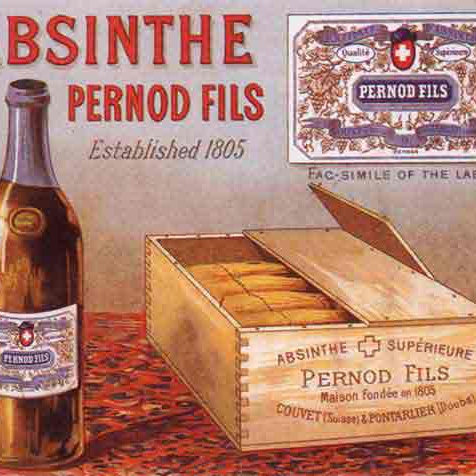 ABSINTHE
PERNOD FILS
Established 1805
Qualité Supérieure
PERNOD FILS
FAC-SIMILE OF THE LAB
PERNOD FILS
ABSINTHE SUPÉRIEURE
PERNOD FILS
Maison fondée en 1805
COUVET (Suisse) & PONTARLIER (Doubs)